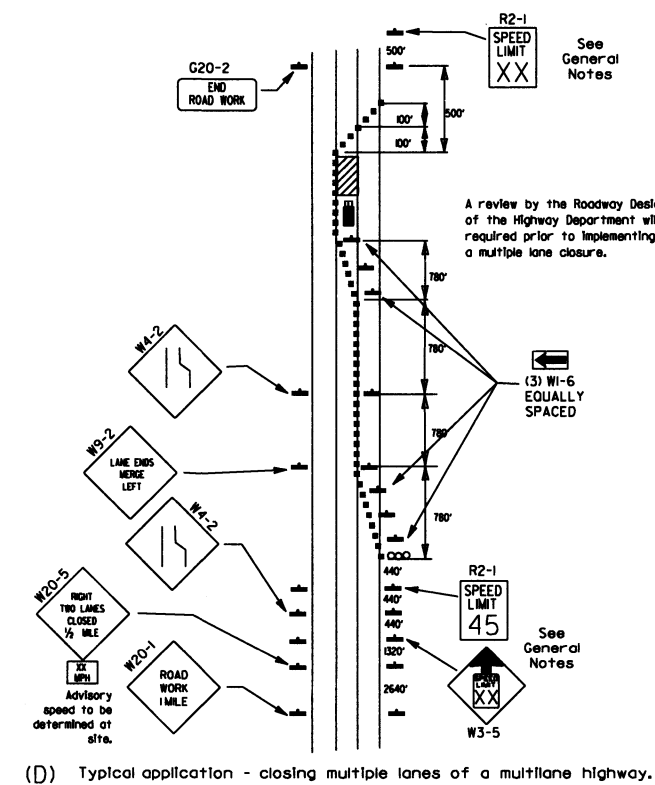 R2-1
SPEED
LIMIT
XX
See
General
Notes
500'
G20-2
END
ROAD WORK
500'
100'
100'
A review by the Roadway Desi
of the Highway Department wil
required prior to implementing
a multiple lane closure.
780'
W4-2
780'
(3) W1-6
EQUALLY
SPACED
W9-2
LANE ENDS
MERGE
LEFT
780'
W4-2
780'
440'
R2-1
SPEED
LIMIT
45
440'
440'
W20-5
RIGHT
TWO LANES
CLOSED
½ MILE
XX
MPH
Advisory
speed to be
determined at
site.
W20-1
ROAD
WORK
1 MILE
1320'
2640'
See
General
Notes
SPEED
LIMIT
XX
W3-5
(D) Typical application - closing multiple lanes of a multilane highway.